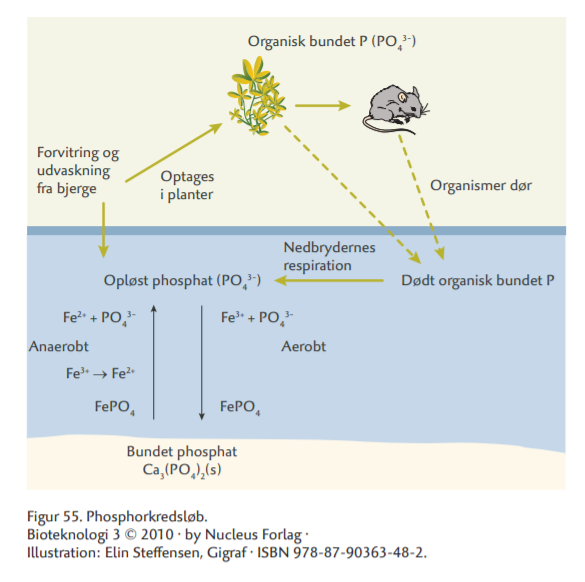 Organisk bundet P (PO₄³⁻)
Forvitring og
udvaskning
fra bjerge
Optages
i planter
Organismer dør
Nedbrydernes
respiration
Opløst phosphat (PO₄³⁻)
Dødt organisk bundet P
Fe²⁺ + PO₄³⁻
Fe³⁺ + PO₄³⁻
Anaerobt
Aerobt
Fe³⁺ → Fe²⁺
FePO₄
FePO₄
Bundet phosphat
Ca₃(PO₄)₂(s)
Figur 55. Phosphorkredsløb.
Bioteknologi 3 © 2010 · by Nucleus Forlag ·
Illustration: Elin Steffensen, Gigraf · ISBN 978-87-90363-48-2.